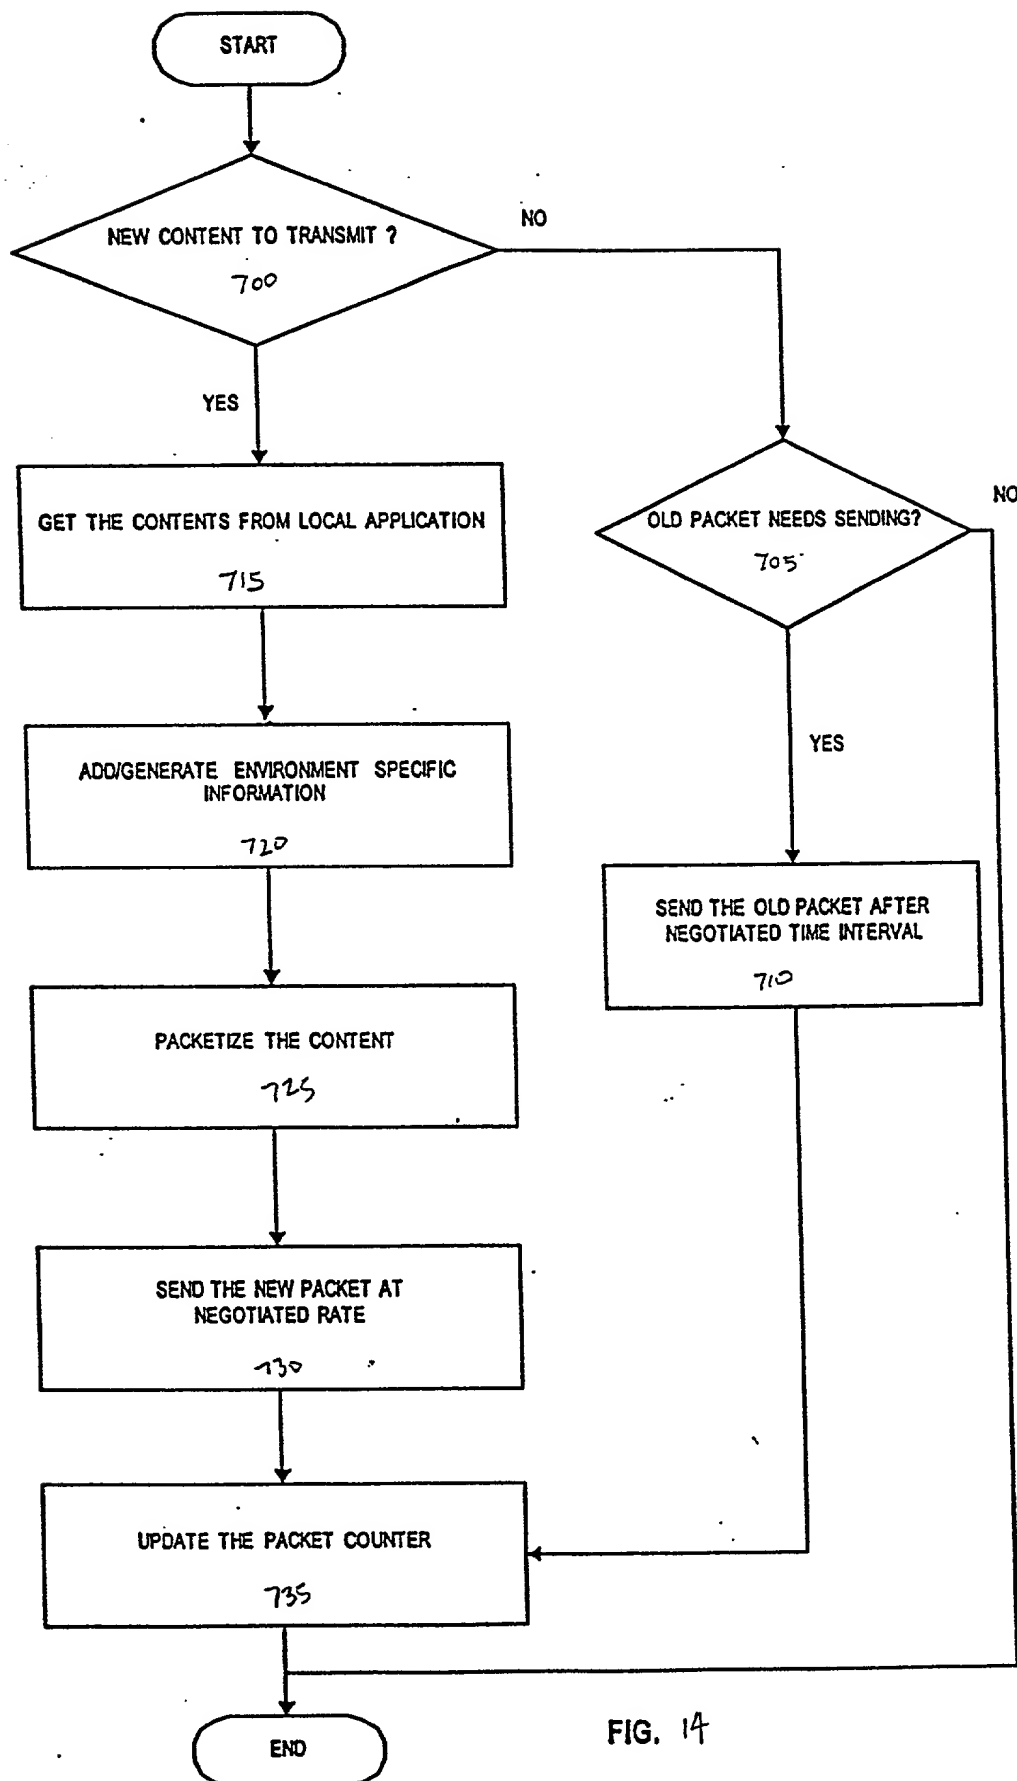 START
NEW CONTENT TO TRANSMIT ?
700
NO
YES
GET THE CONTENTS FROM LOCAL APPLICATION
715
OLD PACKET NEEDS SENDING?
705
NO
YES
ADD/GENERATE ENVIRONMENT SPECIFIC
INFORMATION
720
SEND THE OLD PACKET AFTER
NEGOTIATED TIME INTERVAL
710
PACKETIZE THE CONTENT
725
SEND THE NEW PACKET AT
NEGOTIATED RATE
730
UPDATE THE PACKET COUNTER
735
END
FIG. 14